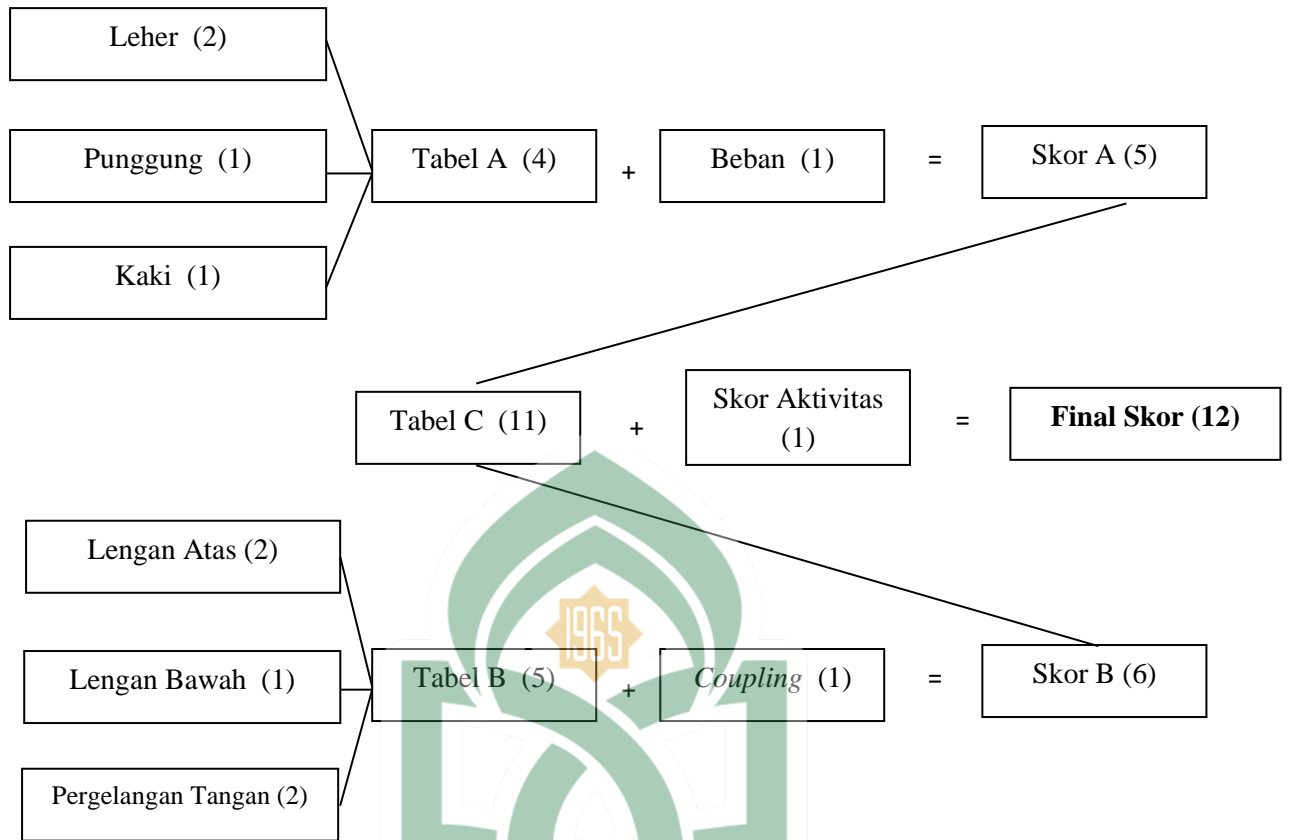 Leher (2)
Punggung (1)
Tabel A (4)
+
Beban (1)
=
Skor A (5)
Kaki (1)
Tabel C (11)
+
Skor Aktivitas
(1)
=
Final Skor (12)
Lengan Atas (2)
1965
Lengan Bawah (1)
Tabel B (5)
+
Coupling (1)
=
Skor B (6)
Pergelangan Tangan (2)